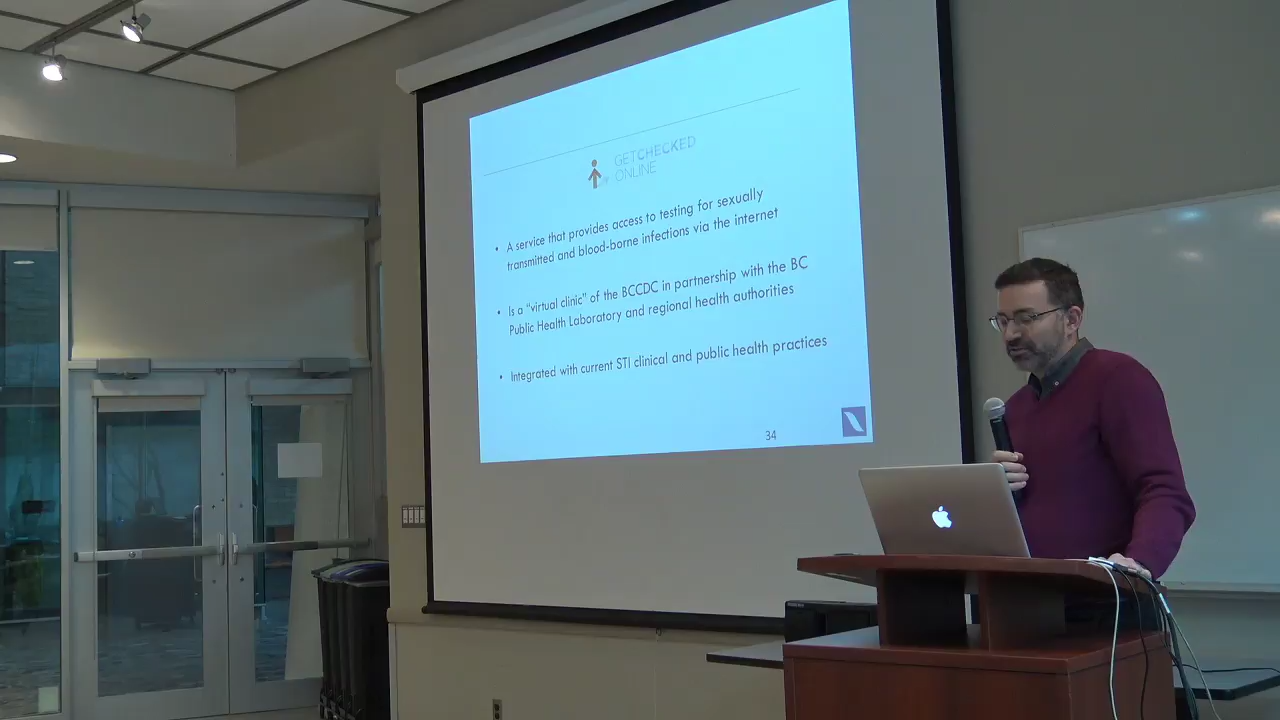 GETCHECKED
ONLINE
• A service that provides access to testing for sexually
transmitted and blood-borne infections via the internet
• Is a "virtual clinic" of the BCCDC in partnership with the BC
Public Health Laboratory and regional health authorities
• Integrated with current STI clinical and public health practices
34